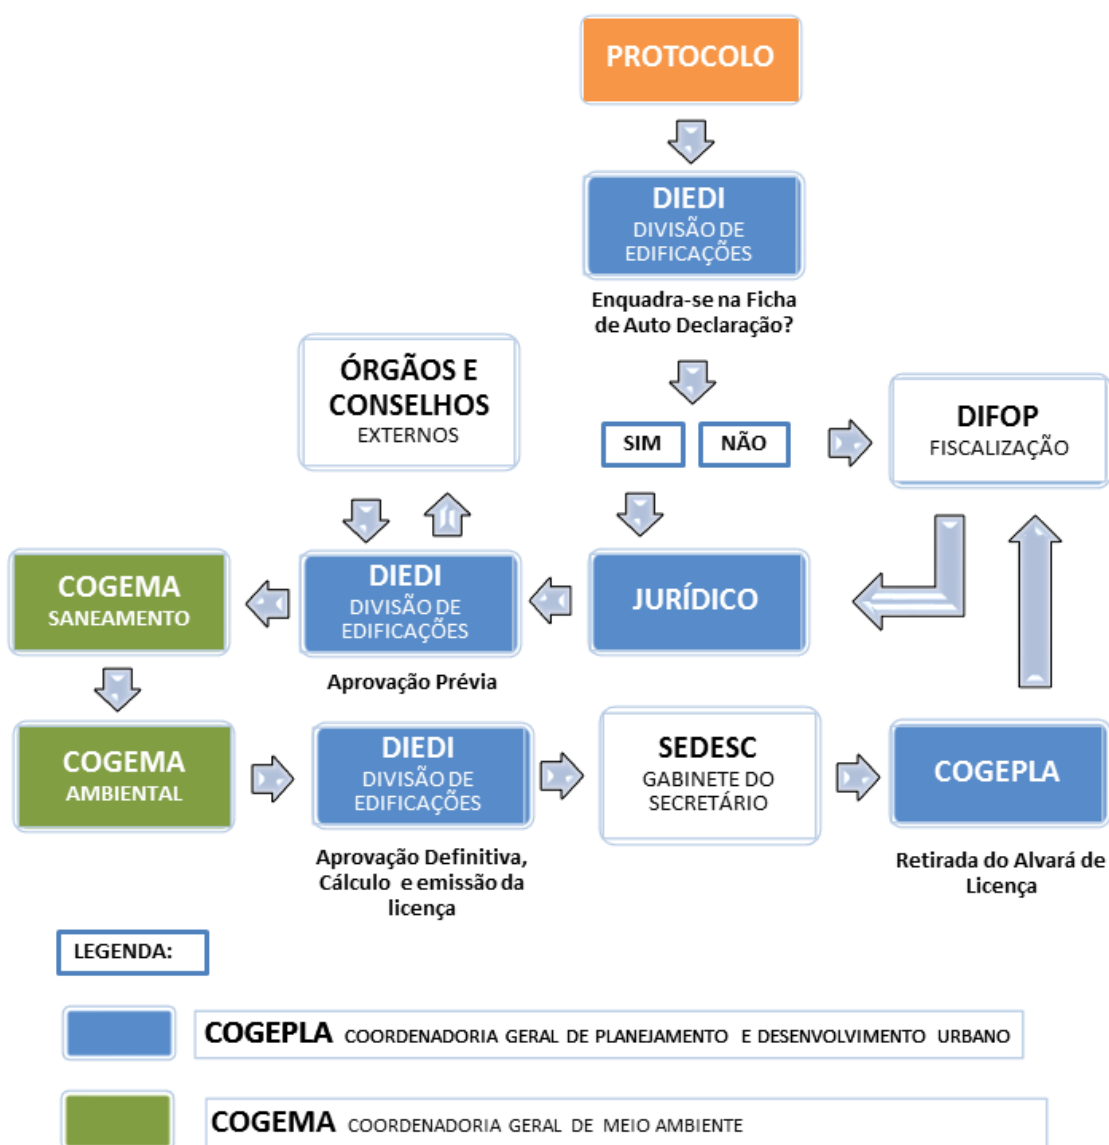 PROTOCOLO
DIEDI
DIVISÃO DE
EDIFICAÇÕES
Enquadra-se na Ficha
de Auto Declaração?
ÓRGÃOS E
CONSELHOS
EXTERNOS
SIM
NÃO
DIFOP
FISCALIZAÇÃO
COGEMA
SANEAMENTO
DIEDI
DIVISÃO DE
EDIFICAÇÕES
Aprovação Prévia
JURÍDICO
COGEMA
AMBIENTAL
DIEDI
DIVISÃO DE
EDIFICAÇÕES
Aprovação Definitiva,
Cálculo e emissão da
licença
SEDESC
GABINETE DO
SECRETÁRIO
COGEPLA
Retirada do Alvará de
Licença
LEGENDA:
COGEPLA COORDENADORIA GERAL DE PLANEJAMENTO E DESENVOLVIMENTO URBANO
COGEMA COORDENADORIA GERAL DE MEIO AMBIENTE